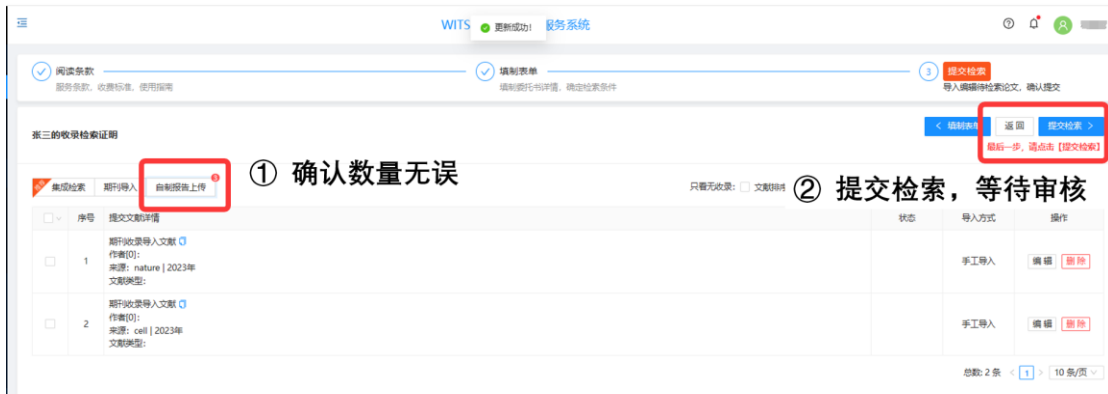 WITS 更新成功! 服务系统
阅读条款
服务条款、收费标准、使用指南
填制表单
填制委托书详情、确定检索条件
3 提交检索
导入编辑待检索论文、确认提交
张三的收录检索证明
< 填制表单 返回 提交检索 >
最后一步，请点击【提交检索】
① 确认数量无误
集成检索 期刊导入 自制报告上传
只看无收录: 文献排序
② 提交检索，等待审核
序号 提交文献详情 状态 导入方式 操作
期刊收录导入文献
作者[0]:
1 来源：nature | 2023年 手工导入 编辑 删除
文献类型:
期刊收录导入文献
作者[0]:
2 来源：cell | 2023年 手工导入 编辑 删除
文献类型:
总数: 2 条 < 1 > 10 条/页